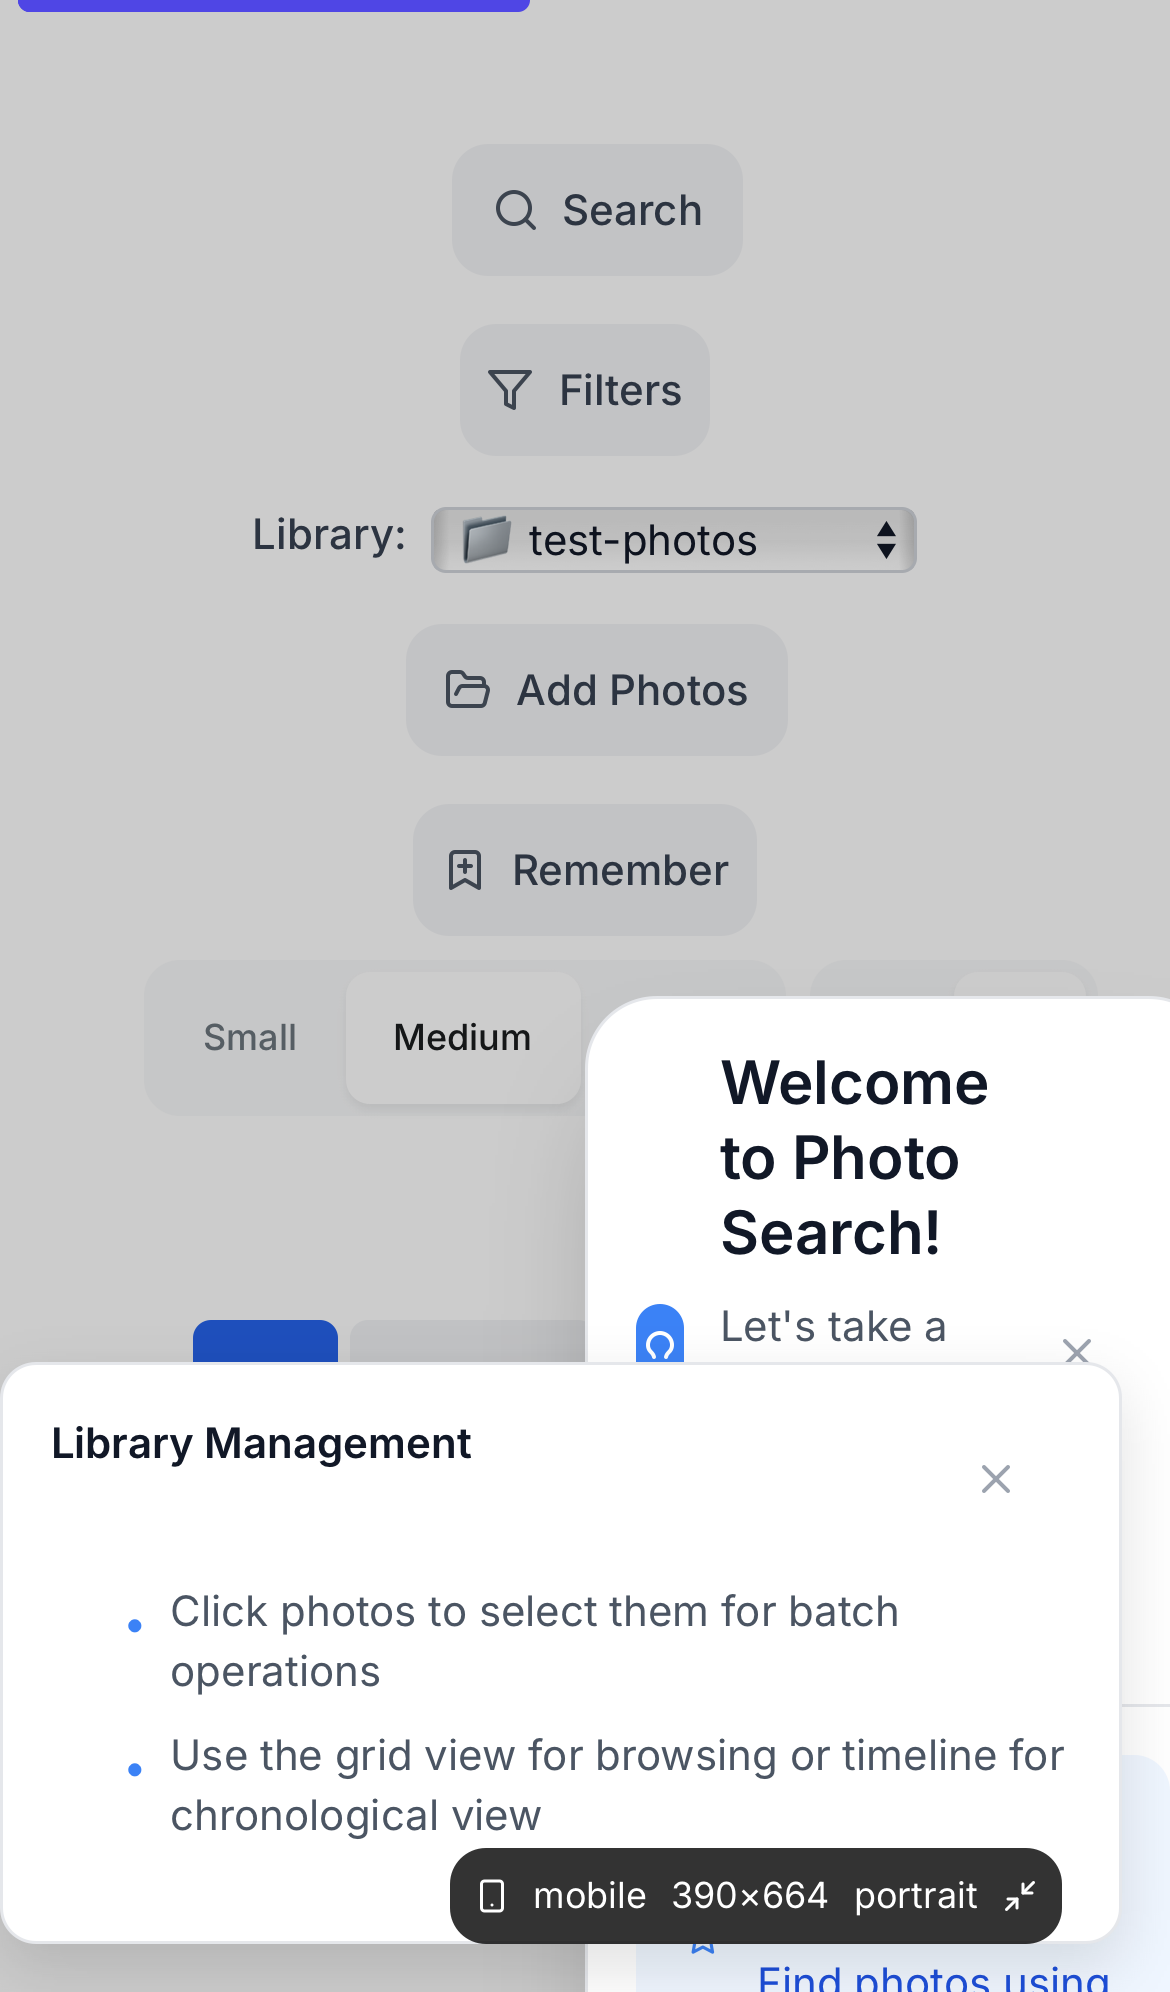 Search
Filters
Library: test-photos
Add Photos
Remember
Small Medium
Welcome
to Photo
Search!
Let's take a
Library Management
Click photos to select them for batch
operations
Use the grid view for browsing or timeline for
chronological view
mobile 390×664 portrait
Find photos using